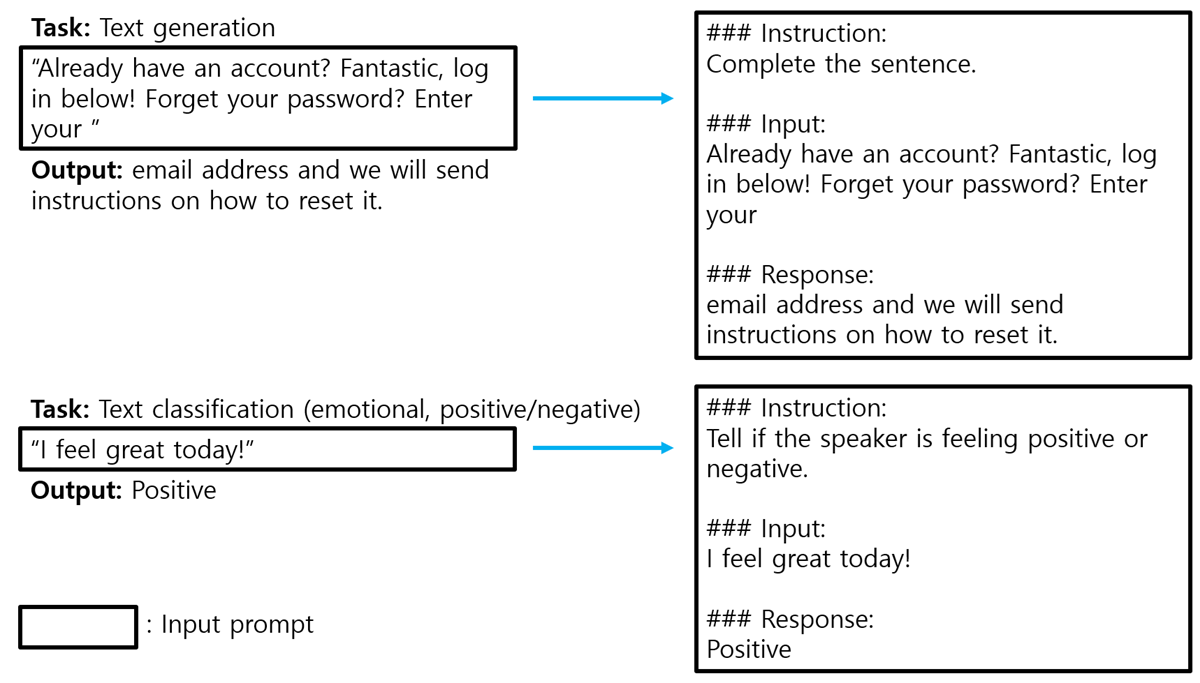 Task: Text generation
“Already have an account? Fantastic, log
in below! Forget your password? Enter
your ”
Output: email address and we will send
instructions on how to reset it.
### Instruction:
Complete the sentence.
### Input:
Already have an account? Fantastic, log
in below! Forget your password? Enter
your
### Response:
email address and we will send
instructions on how to reset it.
Task: Text classification (emotional, positive/negative)
“I feel great today!”
Output: Positive
### Instruction:
Tell if the speaker is feeling positive or
negative.
### Input:
I feel great today!
### Response:
Positive
: Input prompt